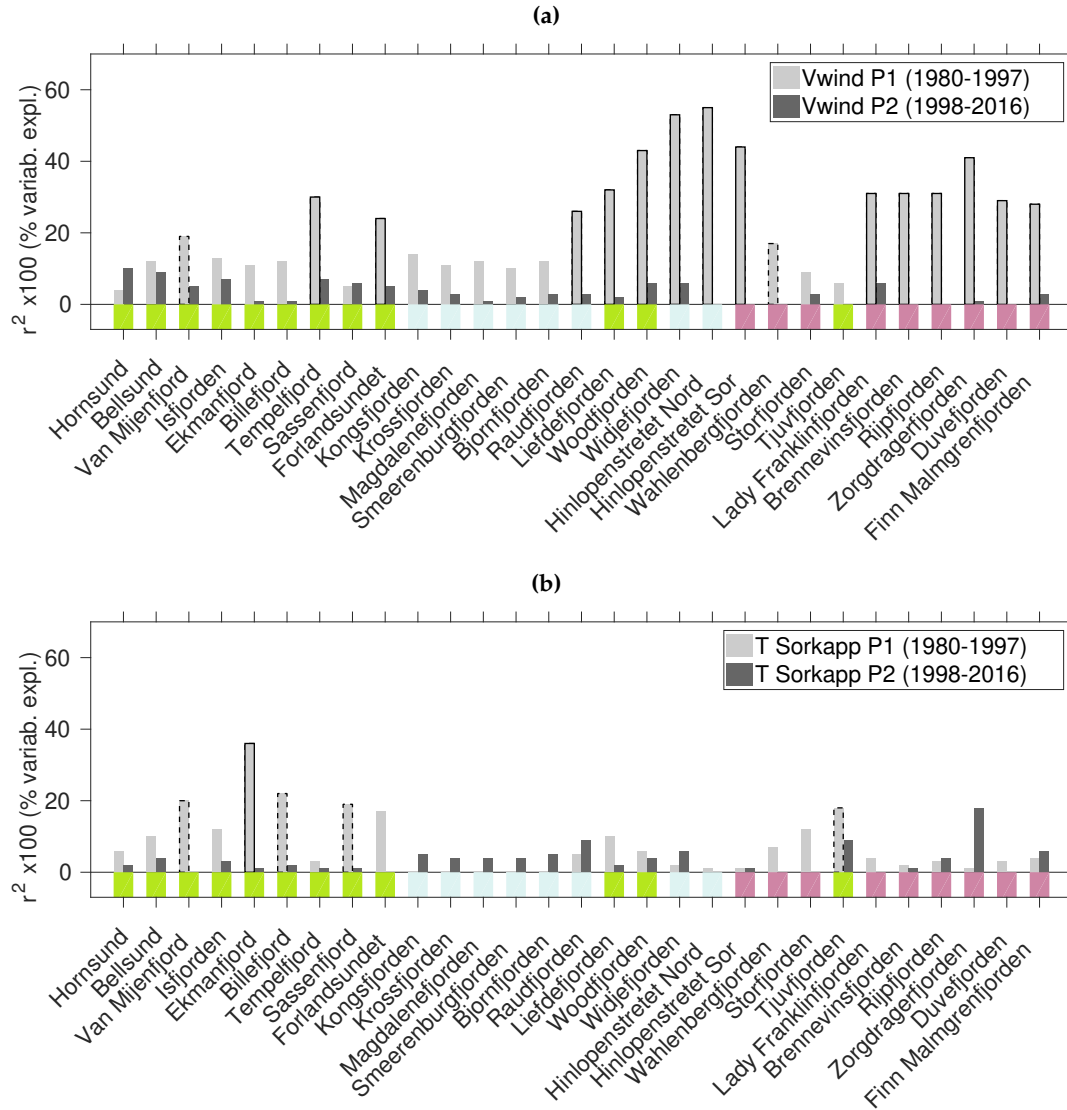 (a)
r² x100 (% variab. expl.)
60
40
20
0
Vwind P1 (1980-1997)
Vwind P2 (1998-2016)
Hornsund
Bellsund
Van Mijenfjord
Isfjorden
Ekmanfjord
Billefjord
Tempelfjord
Sassenfjord
Forlandsundet
Kongsfjorden
Krossfjorden
Magdalenefjorden
Smeerenburgfjorden
Bjornfjorden
Raudfjorden
Liefdefjorden
Woodfjorden
Widjefjorden
Hinlopenstretet Nord
Hinlopenstretet Sor
Wahlenbergfjorden
Storfjorden
Tjuvfjorden
Lady Franklinfjorden
Brennevinsfjorden
Rijpfjorden
Zorgdragerfjorden
Duvefjorden
Finn Malmgrenfjorden
(b)
r² x100 (% variab. expl.)
60
40
20
0
T Sorkapp P1 (1980-1997)
T Sorkapp P2 (1998-2016)
Hornsund
Bellsund
Van Mijenfjord
Isfjorden
Ekmanfjord
Billefjord
Tempelfjord
Sassenfjord
Forlandsundet
Kongsfjorden
Krossfjorden
Magdalenefjorden
Smeerenburgfjorden
Bjornfjorden
Raudfjorden
Liefdefjorden
Woodfjorden
Widjefjorden
Hinlopenstretet Nord
Hinlopenstretet Sor
Wahlenbergfjorden
Storfjorden
Tjuvfjorden
Lady Franklinfjorden
Brennevinsfjorden
Rijpfjorden
Zorgdragerfjorden
Duvefjorden
Finn Malmgrenfjorden